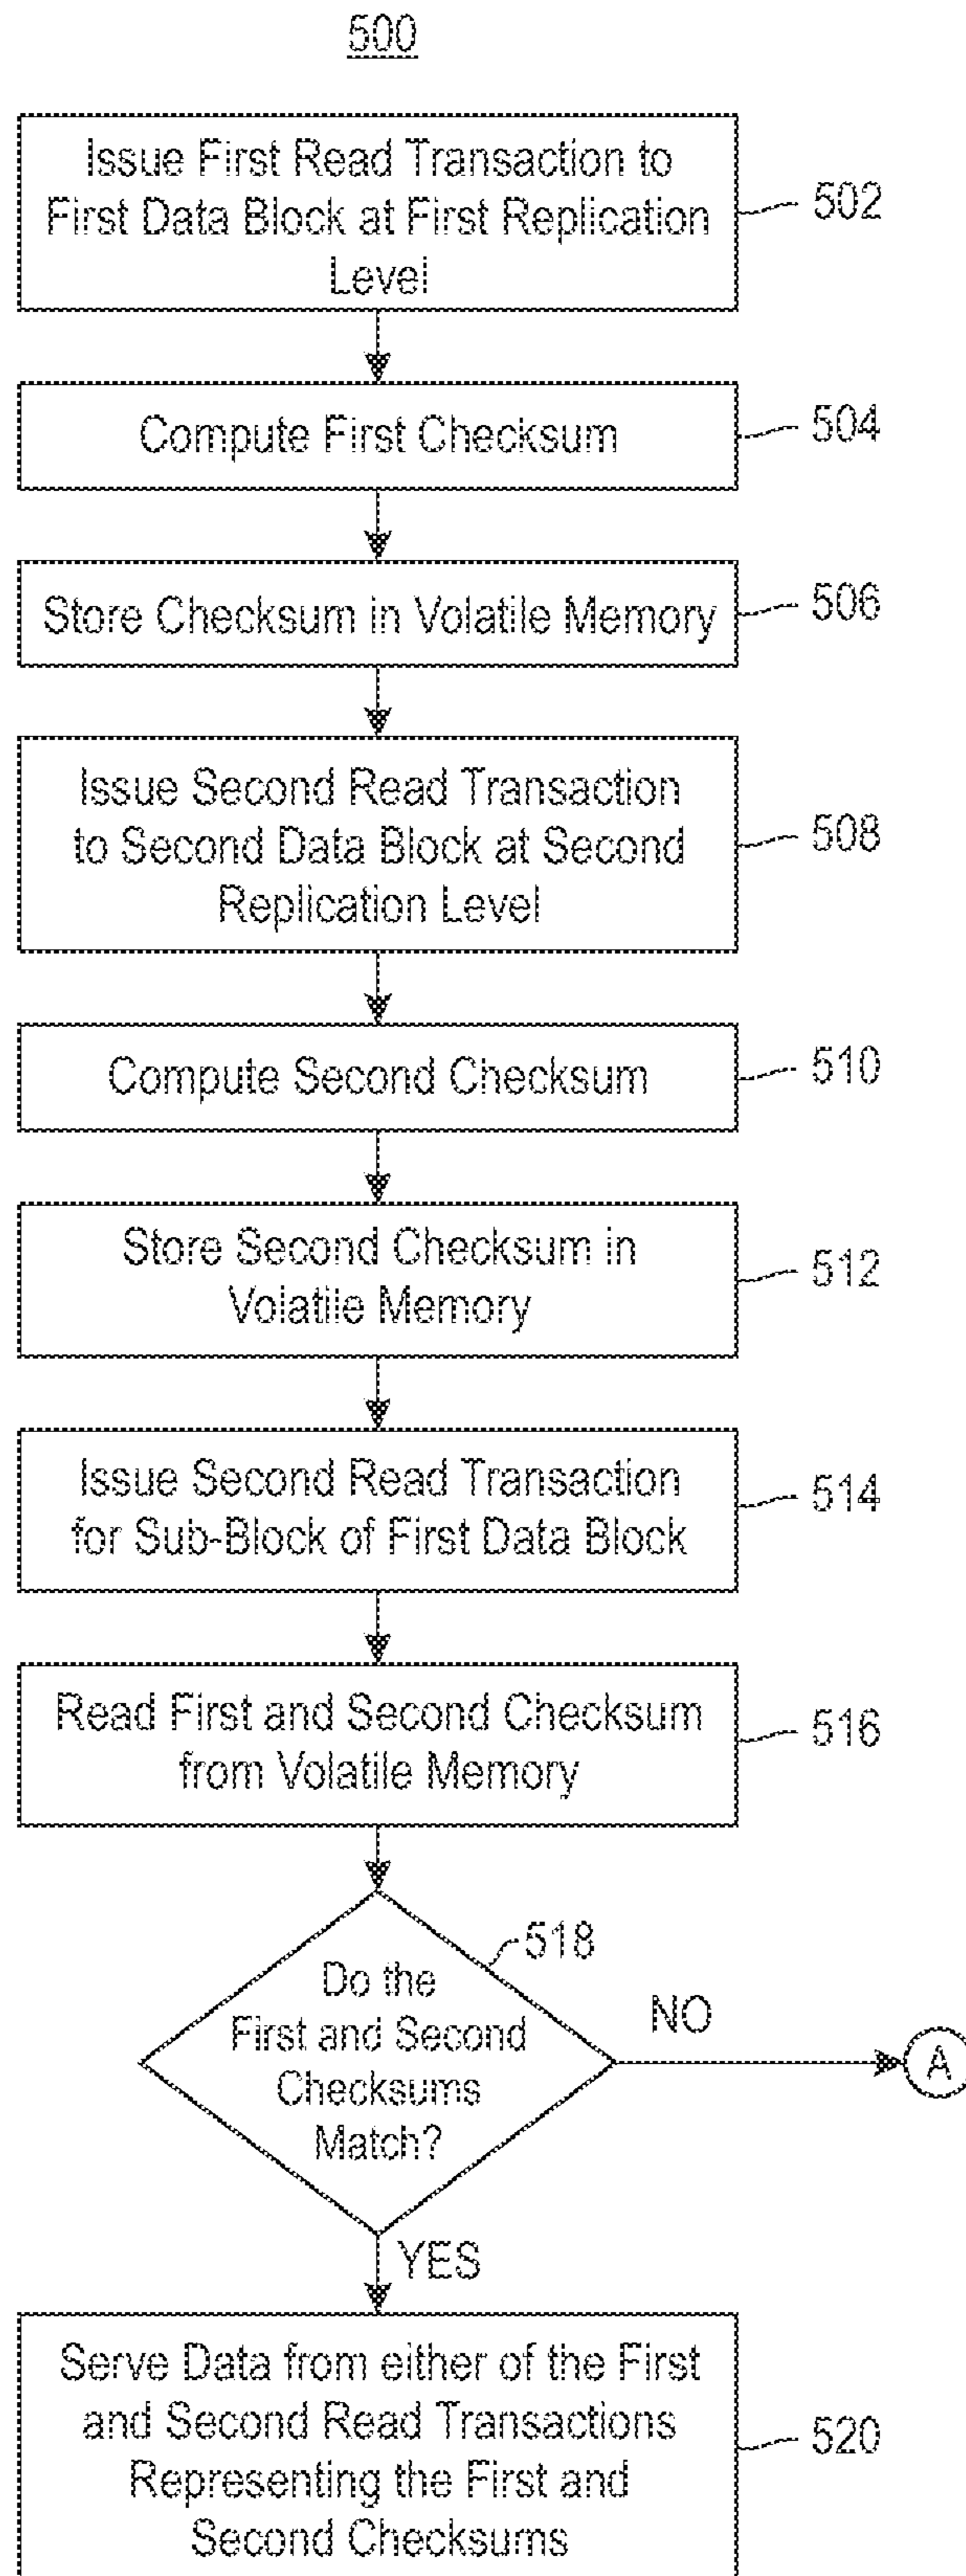 500
Issue First Read Transaction to
First Data Block at First Replication
Level
502
Compute First Checksum
504
Store Checksum in Volatile Memory
506
Issue Second Read Transaction
to Second Data Block at Second
Replication Level
508
Compute Second Checksum
510
Store Second Checksum in
Volatile Memory
512
Issue Second Read Transaction
for Sub-Block of First Data Block
514
Read First and Second Checksum
from Volatile Memory
516
518
Do the
First and Second
Checksums
Match?
NO
A
YES
Serve Data from either of the First
and Second Read Transactions
Representing the First and
Second Checksums
520